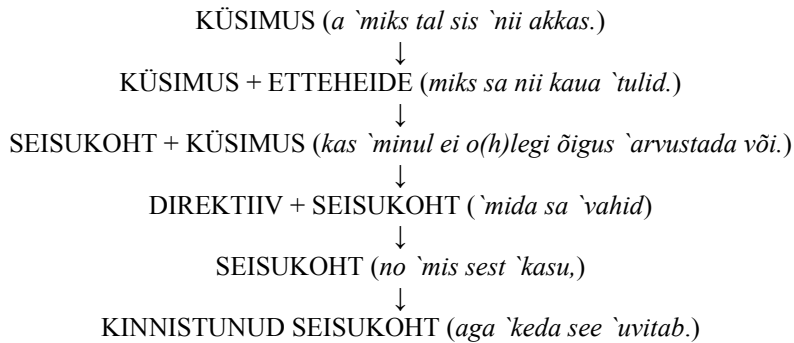 KÜSIMUS (a `miks tal sis `nii akkas.)
↓
KÜSIMUS + ETTEHEIDE (miks sa nii kaua `tulid.)
↓
SEISUKOHT + KÜSIMUS (kas `minul ei o(h)legi õigus `arvustada või.)
↓
DIREKTIIV + SEISUKOHT (`mida sa `vahid)
↓
SEISUKOHT (no `mis sest `kasu,)
↓
KINNISTUNUD SEISUKOHT (aga `keda see `uvitab.)